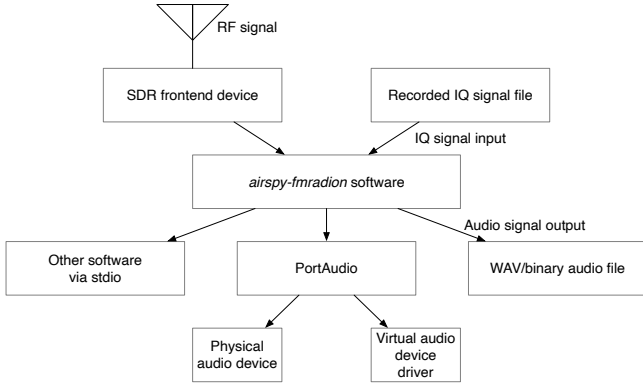 RF signal
SDR frontend device
Recorded IQ signal file
IQ signal input
airspy-fmradion software
Audio signal output
Other software
via stdio
PortAudio
WAV/binary audio file
Physical
audio device
Virtual audio
device
driver